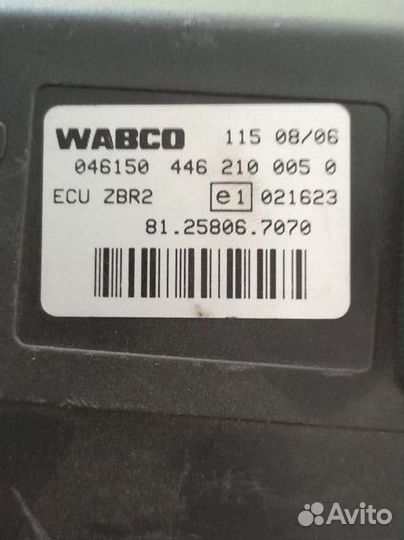 WABCO 115 08/06
046150 446 210 005 0
ECU ZBR2 e1 021623
81.25806.7070
Avito